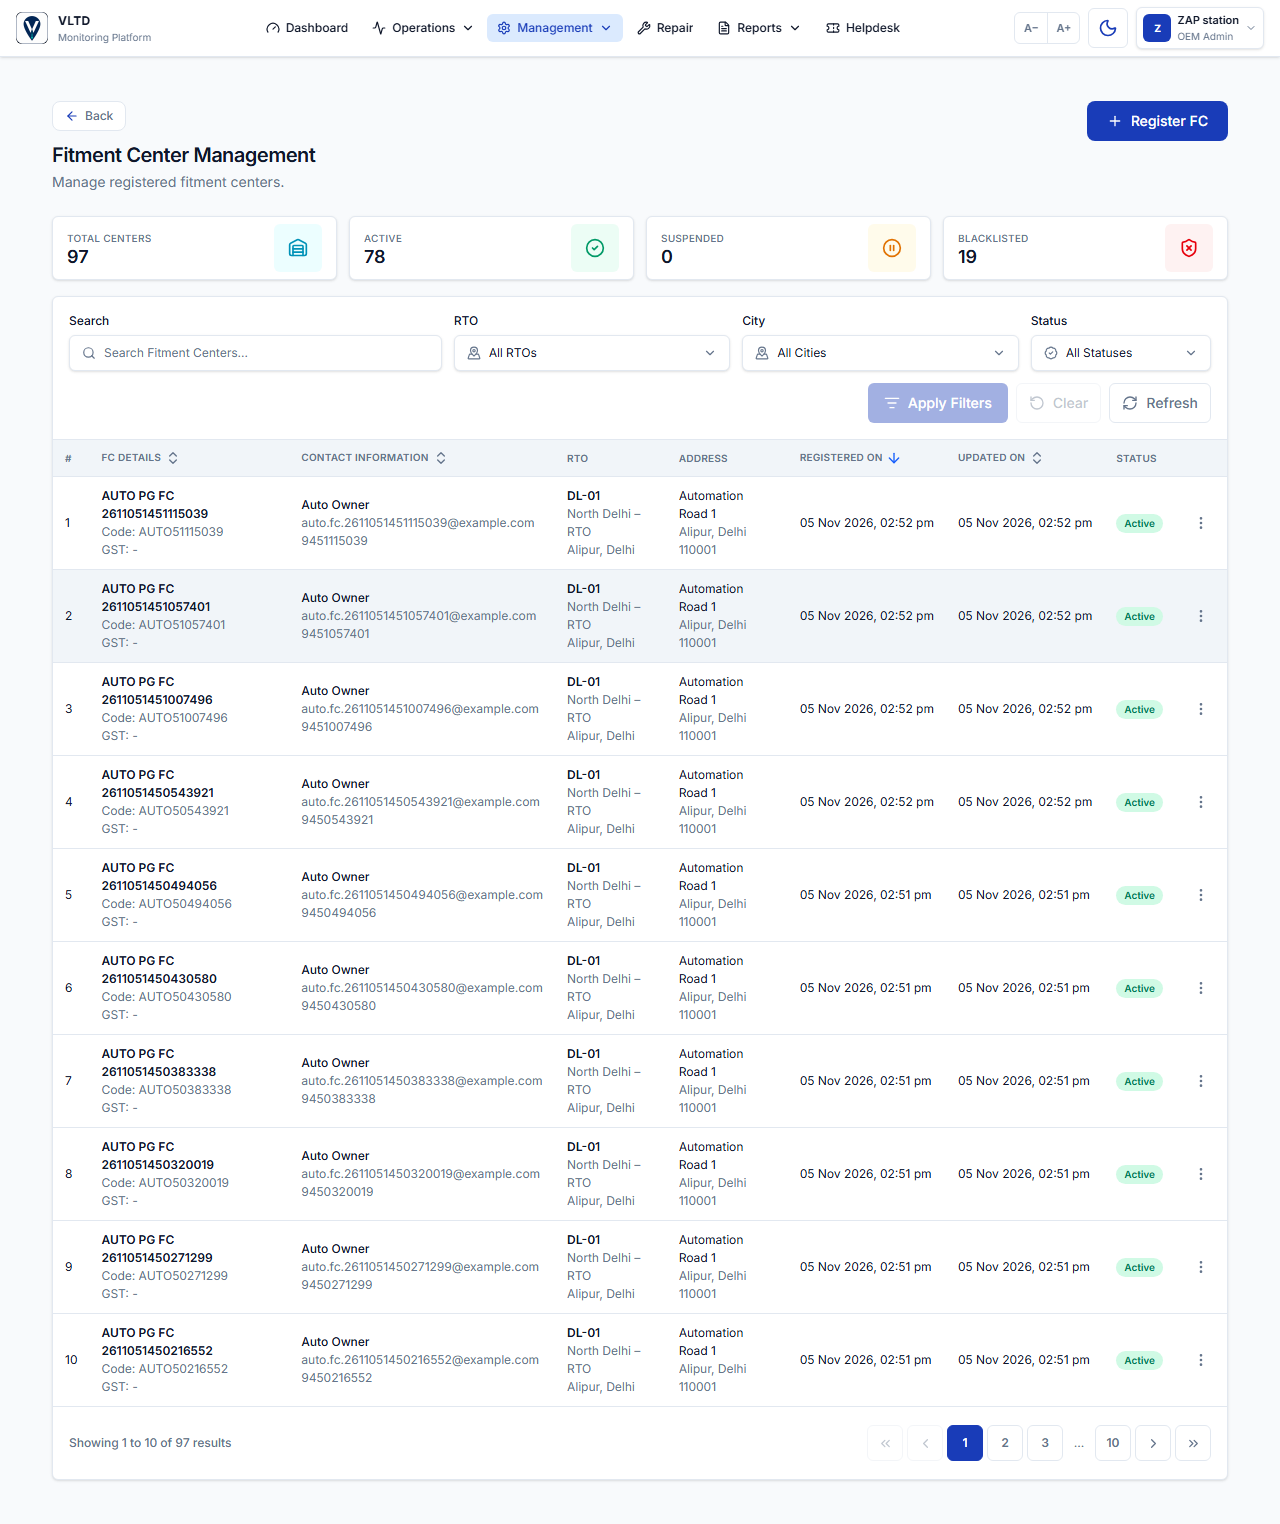 VLTD
Monitoring Platform
Dashboard
Operations
Management
Repair
Reports
Helpdesk
A−
A+
Z
ZAP station
OEM Admin
Back
Register FC
Fitment Center Management
Manage registered fitment centers.
TOTAL CENTERS
97
ACTIVE
78
SUSPENDED
0
BLACKLISTED
19
Search
RTO
City
Status
Search Fitment Centers...
All RTOs
All Cities
All Statuses
Apply Filters
Clear
Refresh
# FC DETAILS CONTACT INFORMATION RTO ADDRESS REGISTERED ON UPDATED ON STATUS
1
AUTO PG FC
2611051451115039
Code: AUTO51115039
GST: -
Auto Owner
auto.fc.2611051451115039@example.com
9451115039
DL-01
North Delhi –
RTO
Alipur, Delhi
Automation
Road 1
Alipur, Delhi
110001
05 Nov 2026, 02:52 pm
05 Nov 2026, 02:52 pm
Active
2
AUTO PG FC
2611051451057401
Code: AUTO51057401
GST: -
Auto Owner
auto.fc.2611051451057401@example.com
9451057401
DL-01
North Delhi –
RTO
Alipur, Delhi
Automation
Road 1
Alipur, Delhi
110001
05 Nov 2026, 02:52 pm
05 Nov 2026, 02:52 pm
Active
3
AUTO PG FC
2611051451007496
Code: AUTO51007496
GST: -
Auto Owner
auto.fc.2611051451007496@example.com
9451007496
DL-01
North Delhi –
RTO
Alipur, Delhi
Automation
Road 1
Alipur, Delhi
110001
05 Nov 2026, 02:52 pm
05 Nov 2026, 02:52 pm
Active
4
AUTO PG FC
2611051450543921
Code: AUTO50543921
GST: -
Auto Owner
auto.fc.2611051450543921@example.com
9450543921
DL-01
North Delhi –
RTO
Alipur, Delhi
Automation
Road 1
Alipur, Delhi
110001
05 Nov 2026, 02:52 pm
05 Nov 2026, 02:52 pm
Active
5
AUTO PG FC
2611051450494056
Code: AUTO50494056
GST: -
Auto Owner
auto.fc.2611051450494056@example.com
9450494056
DL-01
North Delhi –
RTO
Alipur, Delhi
Automation
Road 1
Alipur, Delhi
110001
05 Nov 2026, 02:51 pm
05 Nov 2026, 02:51 pm
Active
6
AUTO PG FC
2611051450430580
Code: AUTO50430580
GST: -
Auto Owner
auto.fc.2611051450430580@example.com
9450430580
DL-01
North Delhi –
RTO
Alipur, Delhi
Automation
Road 1
Alipur, Delhi
110001
05 Nov 2026, 02:51 pm
05 Nov 2026, 02:51 pm
Active
7
AUTO PG FC
2611051450383338
Code: AUTO50383338
GST: -
Auto Owner
auto.fc.2611051450383338@example.com
9450383338
DL-01
North Delhi –
RTO
Alipur, Delhi
Automation
Road 1
Alipur, Delhi
110001
05 Nov 2026, 02:51 pm
05 Nov 2026, 02:51 pm
Active
8
AUTO PG FC
2611051450320019
Code: AUTO50320019
GST: -
Auto Owner
auto.fc.2611051450320019@example.com
9450320019
DL-01
North Delhi –
RTO
Alipur, Delhi
Automation
Road 1
Alipur, Delhi
110001
05 Nov 2026, 02:51 pm
05 Nov 2026, 02:51 pm
Active
9
AUTO PG FC
2611051450271299
Code: AUTO50271299
GST: -
Auto Owner
auto.fc.2611051450271299@example.com
9450271299
DL-01
North Delhi –
RTO
Alipur, Delhi
Automation
Road 1
Alipur, Delhi
110001
05 Nov 2026, 02:51 pm
05 Nov 2026, 02:51 pm
Active
10
AUTO PG FC
2611051450216552
Code: AUTO50216552
GST: -
Auto Owner
auto.fc.2611051450216552@example.com
9450216552
DL-01
North Delhi –
RTO
Alipur, Delhi
Automation
Road 1
Alipur, Delhi
110001
05 Nov 2026, 02:51 pm
05 Nov 2026, 02:51 pm
Active
Showing 1 to 10 of 97 results
1 2 3 ... 10